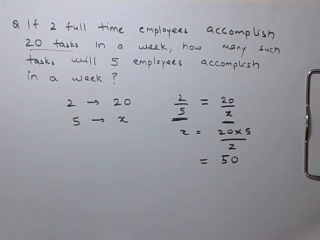 Q If 2 full time employees accomplish
20 tasks in a week, how many such
tasks will 5 employees accomplish
in a week ?
2 → 20
5 → x
2/5 = 20/x
x = 20×5/2
= 50